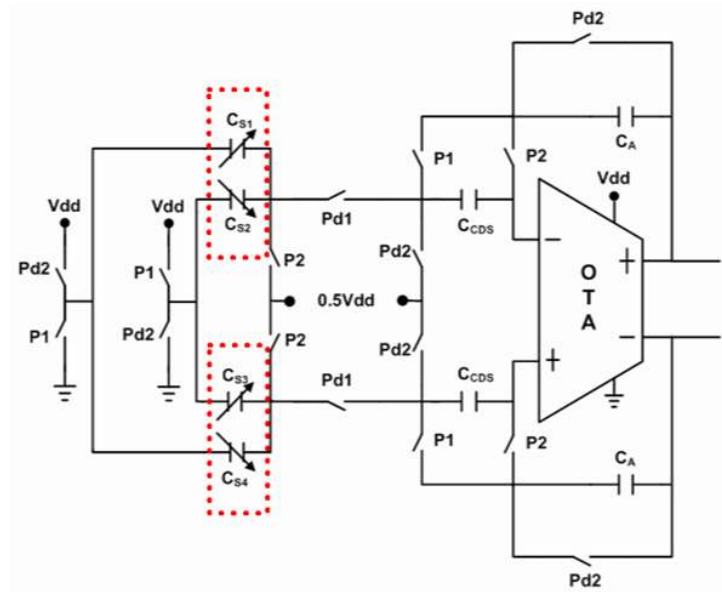 Pd2
CS1
CA
P1
P2
Vdd
Vdd
Vdd
CS2
Pd1
CCDS
−
Pd2
P1
P2
Pd2
+
O
T
A
0.5Vdd
P1
Pd2
P2
Pd2
−
CS3
Pd1
CCDS
+
P1
P2
CA
CS4
Pd2